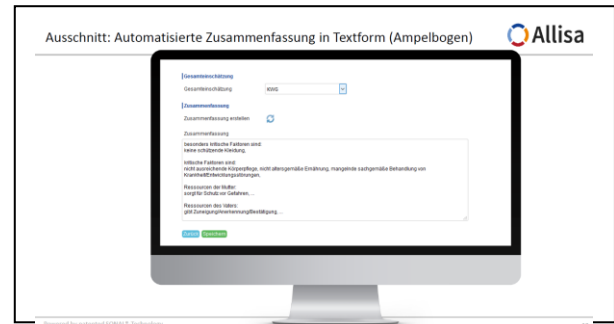 Ausschnitt: Automatisierte Zusammenfassung in Textform (Ampelbogen)
Allisa
Gesamteinschätzung
Gesamteinschätzung
KWG
Zusammenfassung
Zusammenfassung erstellen
Zusammenfassung
besonders kritische Faktoren sind:
keine schützende Kleidung,
kritische Faktoren sind:
nicht ausreichende Körperpflege, nicht altersgemäße Ernährung, mangelnde sachgemäße Behandlung von
Krankheit/Entwicklungsstörungen,
Ressourcen der Mutter:
sorgt für Schutz vor Gefahren, ...
Ressourcen des Vaters:
gibt Zuneigung/Anerkennung/Bestätigung, ...
Zurück Speichern